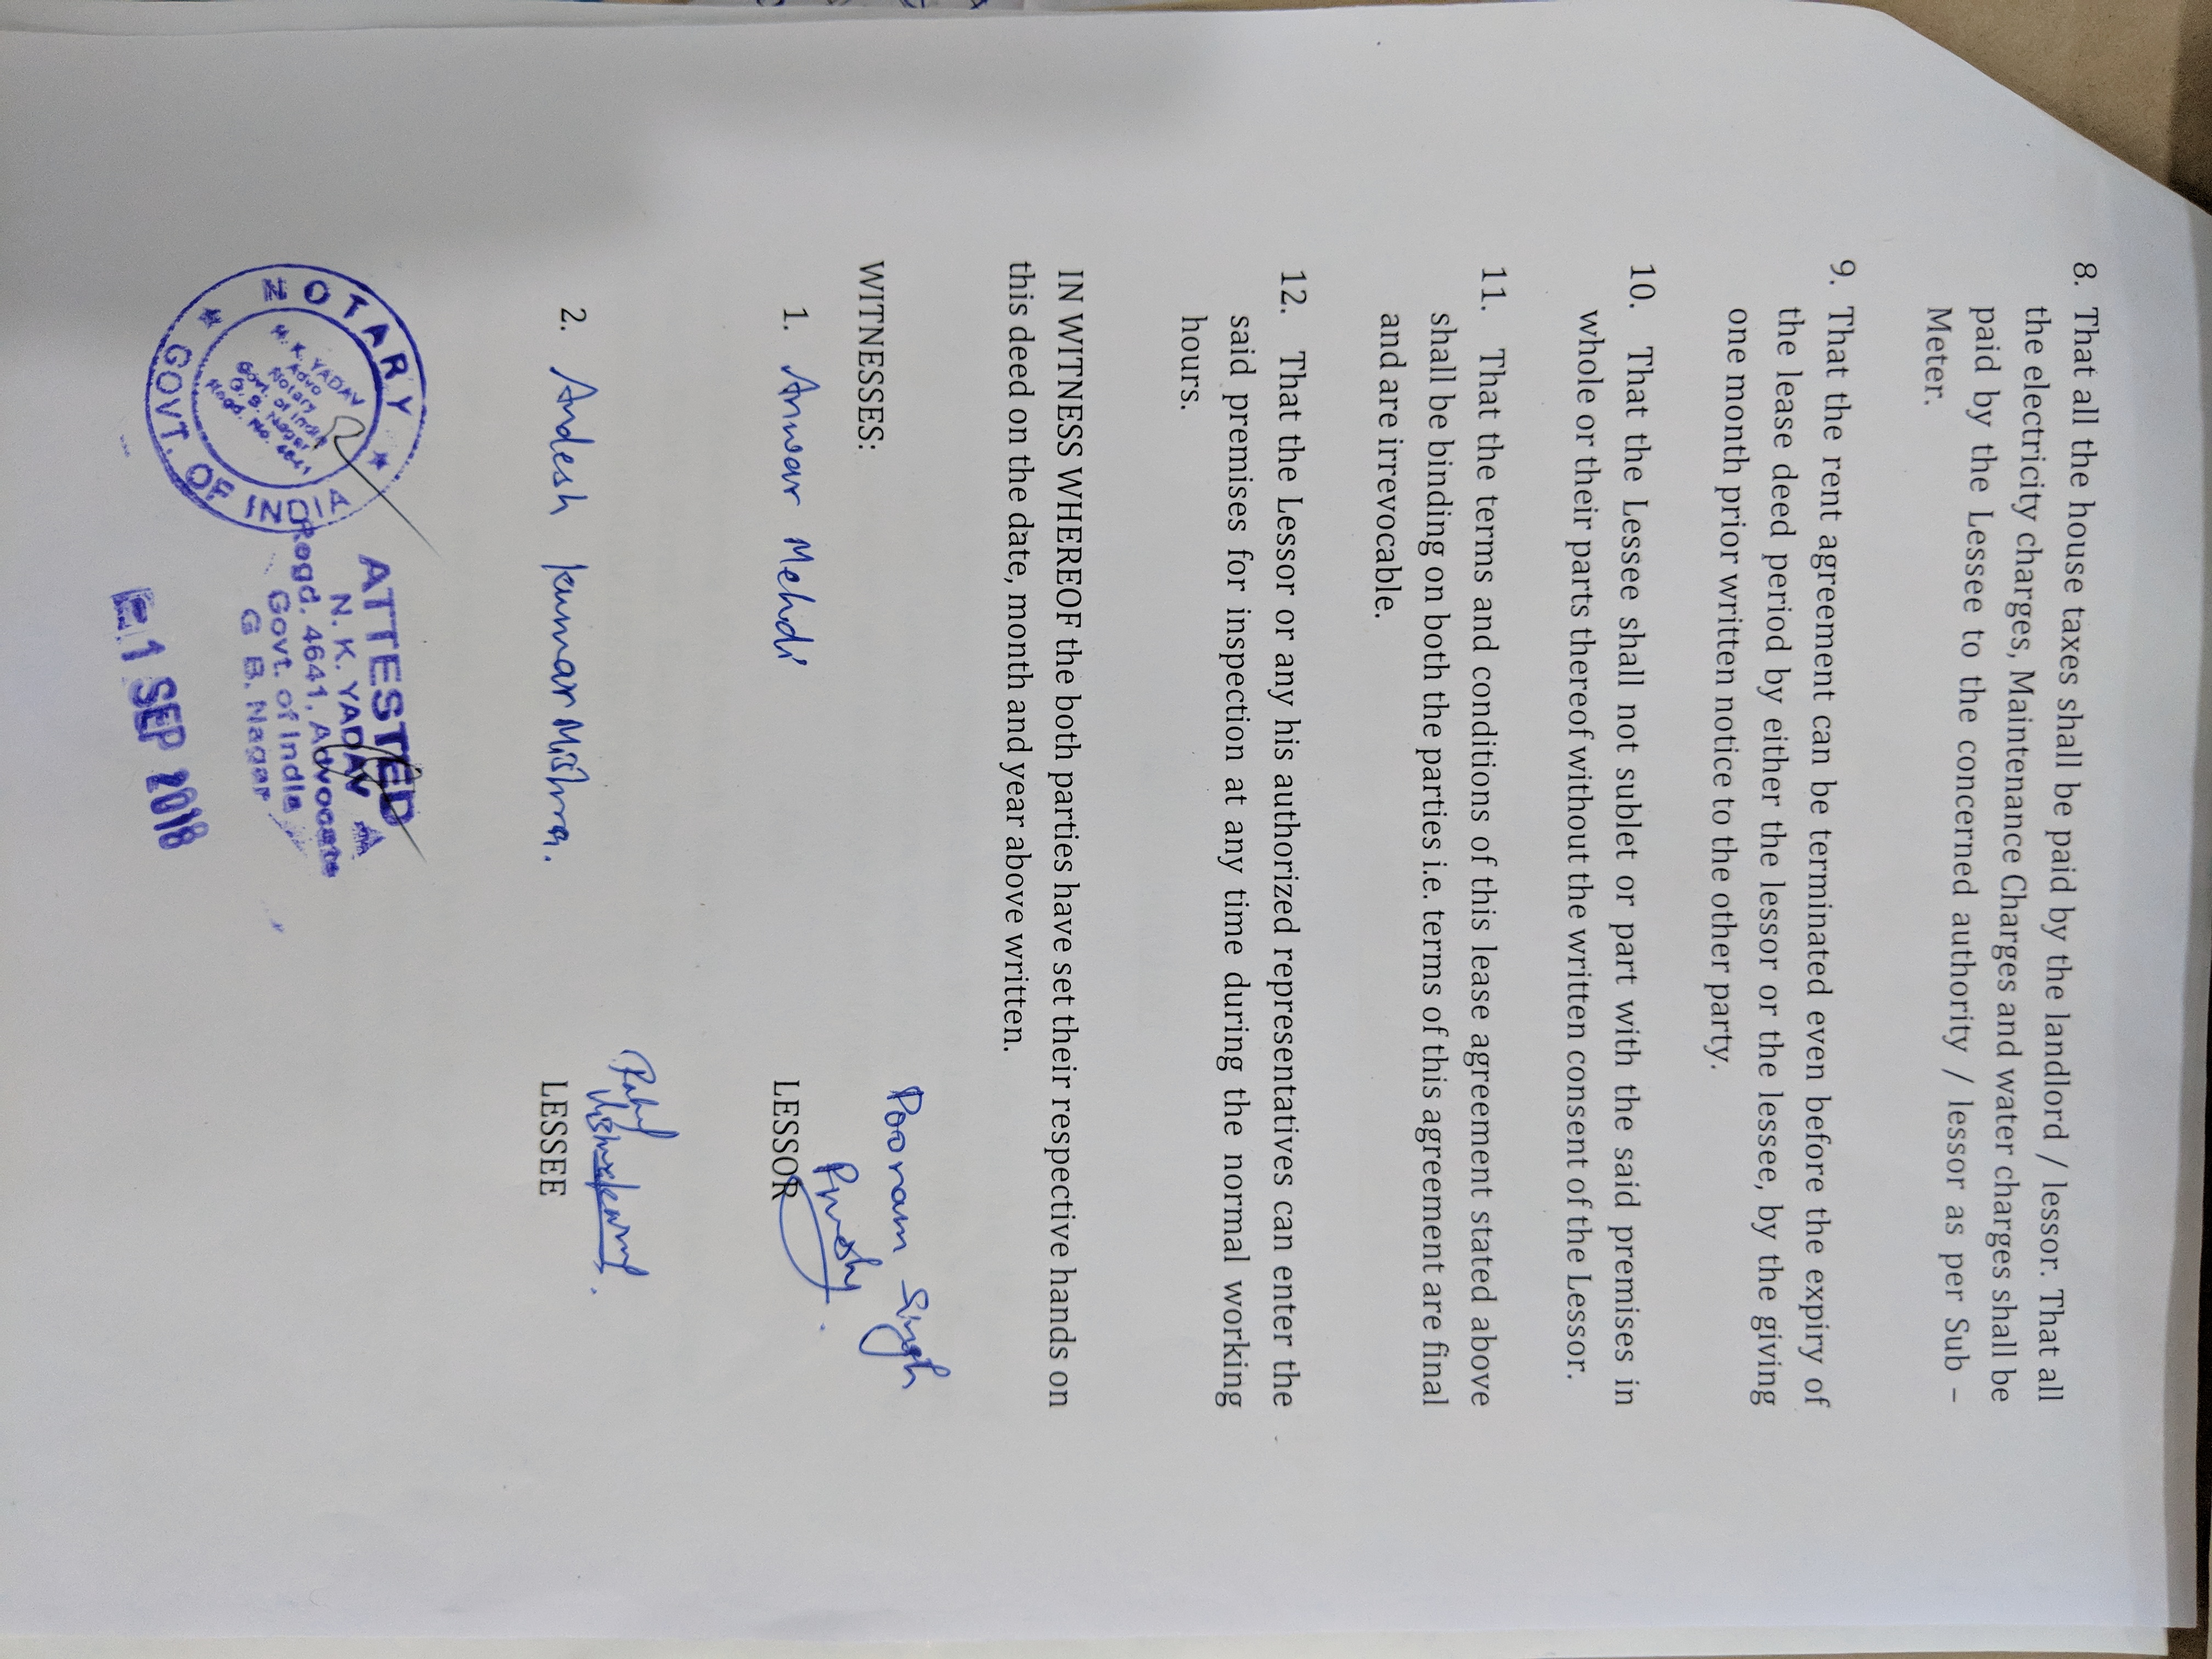 8. That all the house taxes shall be paid by the landlord / lessor. That all
the electricity charges, Maintenance Charges and water charges shall be
paid by the Lessee to the concerned authority / lessor as per Sub –
Meter.
9. That the rent agreement can be terminated even before the expiry of
the lease deed period by either the lessor or the lessee, by the giving
one month prior written notice to the other party.
10. That the Lessee shall not sublet or part with the said premises in
whole or their parts thereof without the written consent of the Lessor.
11. That the terms and conditions of this lease agreement stated above
shall be binding on both the parties i.e. terms of this agreement are final
and are irrevocable.
12. That the Lessor or any his authorized representatives can enter the
said premises for inspection at any time during the normal working
hours.
IN WITNESS WHEREOF the both parties have set their respective hands on
this deed on the date, month and year above written.
Poonam Singh
WITNESSES:
1. Anwar Mehdi
LESSOR
Rahul
Vishwakarma
2. Andesh Kumar Mishra.
LESSEE
NOTARY
GOVT. OF INDIA
N. K. YADAV
Advo
Notary
Govt. of India
G. B. Nagar
Regd. No. 4641
ATTESTED
N. K. YADAV
Regd. 4641, Advocate
Govt. of India
G B. Nagar
1 SEP 2018